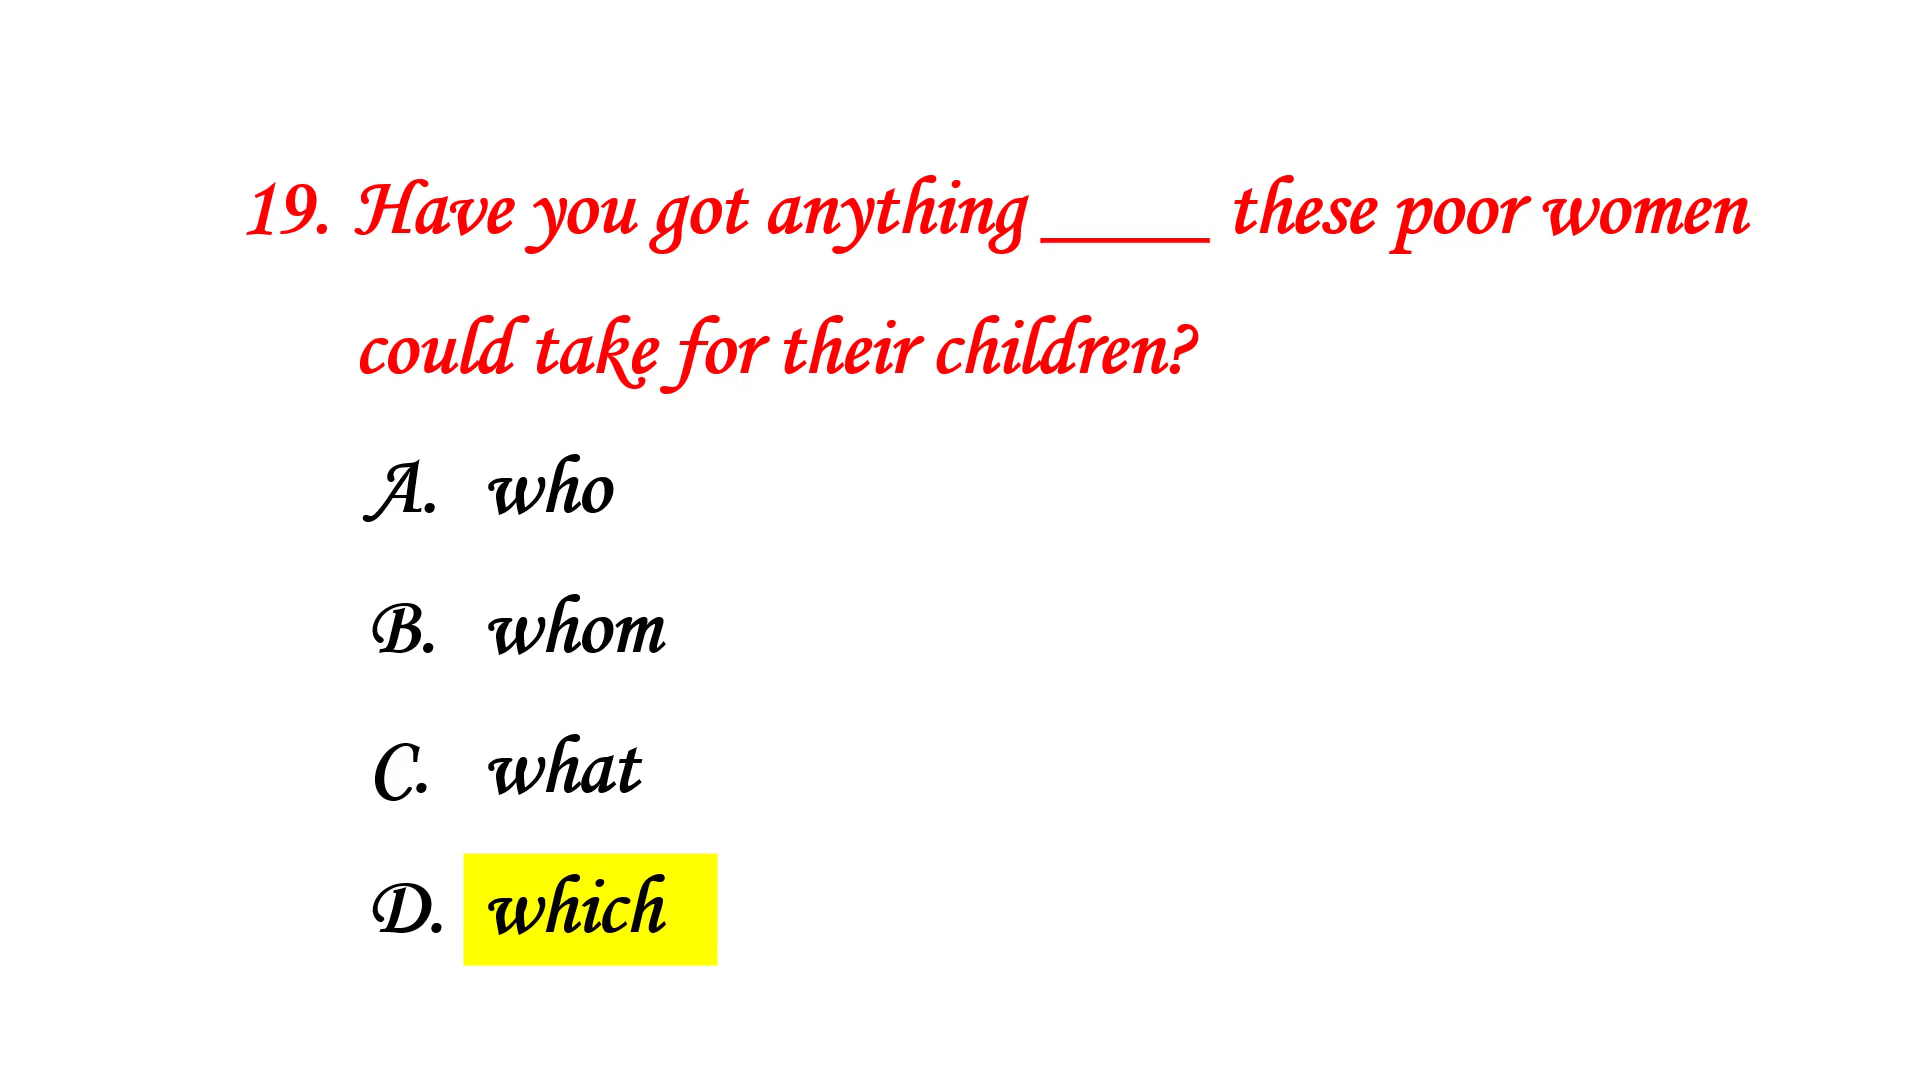 19. Have you got anything _____ these poor women
could take for their children?
A. who
B. whom
C. what
D. which